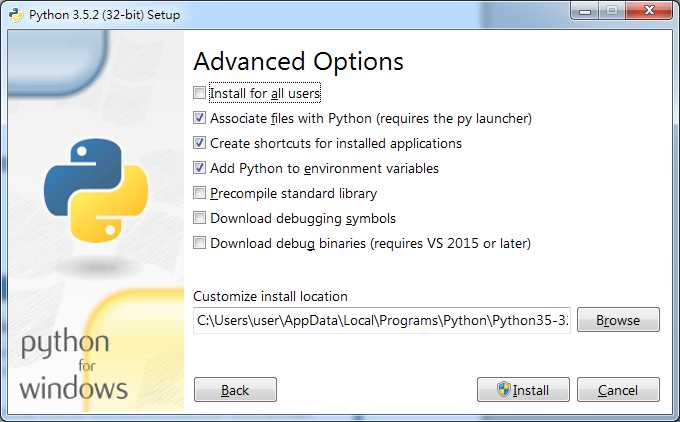 Python 3.5.2 (32-bit) Setup
Advanced Options
Install for all users
Associate files with Python (requires the py launcher)
Create shortcuts for installed applications
Add Python to environment variables
Precompile standard library
Download debugging symbols
Download debug binaries (requires VS 2015 or later)
Customize install location
C:\Users\user\AppData\Local\Programs\Python\Python35-32
Browse
python
for
windows
Back
Install
Cancel